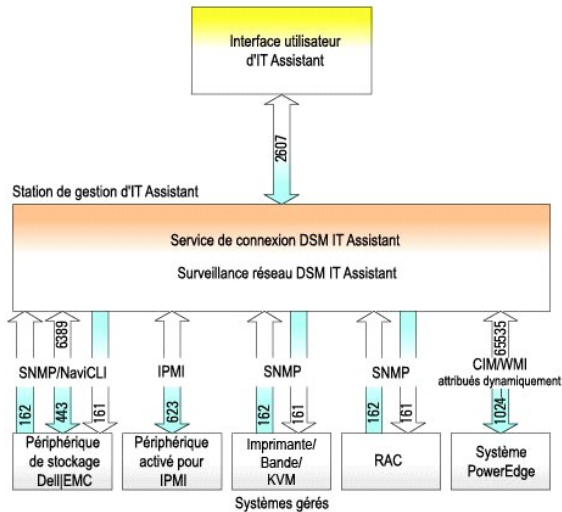 Interface utilisateur
d'IT Assistant
2607
Station de gestion d'IT Assistant
Service de connexion DSM IT Assistant
Surveillance réseau DSM IT Assistant
6389
65535
SNMP/NaviCLI
IPMI
SNMP
SNMP
CIM/WMI
attribués dynamiquement
162
443
161
623
162
161
162
161
1024
Périphérique
de stockage
Dell|EMC
Périphérique
activé pour
IPMI
Imprimante/
Bande/
KVM
RAC
Système
PowerEdge
Systèmes gérés